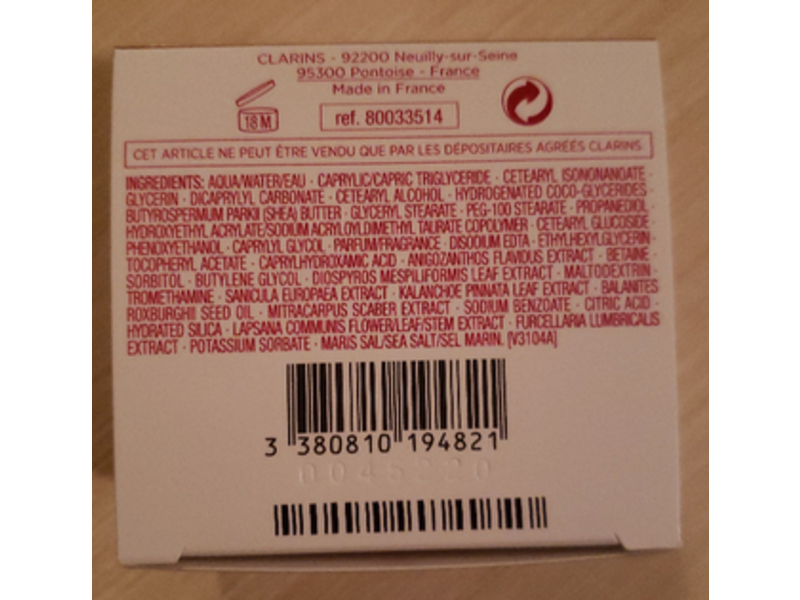 CLARINS - 92200 Neuilly-sur-Seine
95300 Pontoise - France
Made in France
18 M
ref. 80033514
CET ARTICLE NE PEUT ÊTRE VENDU QUE PAR LES DÉPOSITAIRES AGRÉÉS CLARINS.
INGREDIENTS: AQUA/WATER/EAU · CAPRYLIC/CAPRIC TRIGLYCERIDE · CETEARYL ISONONANOATE ·
GLYCERIN · DICAPRYLYL CARBONATE · CETEARYL ALCOHOL · HYDROGENATED COCO-GLYCERIDES ·
BUTYROSPERMUM PARKII (SHEA) BUTTER · GLYCERYL STEARATE · PEG-100 STEARATE · PROPANEDIOL ·
HYDROXYETHYL ACRYLATE/SODIUM ACRYLOYLDIMETHYL TAURATE COPOLYMER · CETEARYL GLUCOSIDE ·
PHENOXYETHANOL · CAPRYLYL GLYCOL · PARFUM/FRAGRANCE · DISODIUM EDTA · ETHYLHEXYLGLYCERIN ·
TOCOPHERYL ACETATE · CAPRYLHYDROXAMIC ACID · ANIGOZANTHOS FLAVIDUS EXTRACT · BETAINE ·
SORBITOL · BUTYLENE GLYCOL · DIOSPYROS MESPILIFORMIS LEAF EXTRACT · MALTODEXTRIN ·
TROMETHAMINE · SANICULA EUROPAEA EXTRACT · KALANCHOE PINNATA LEAF EXTRACT · BALANITES
ROXBURGHII SEED OIL · MITRACARPUS SCABER EXTRACT · SODIUM BENZOATE · CITRIC ACID ·
HYDRATED SILICA · LAPSANA COMMUNIS FLOWER/LEAF/STEM EXTRACT · FURCELLARIA LUMBRICALIS
EXTRACT · POTASSIUM SORBATE · MARIS SAL/SEA SALT/SEL MARIN. [V3104A]
3 380810 194821
0045220